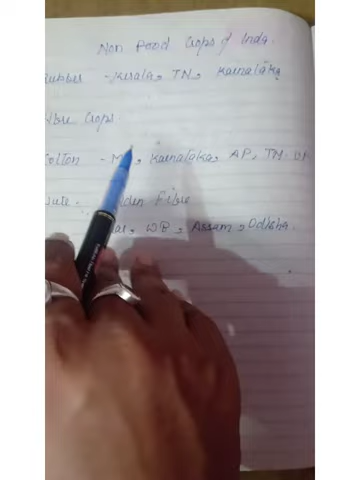 Non Food Crops of India.
Rubber - Kerala, TN, Karnataka
Fibre Crops
Cotton - M, Karnataka, AP, TN. UP
Jute - Golden Fibre
WB, Assam, Odisha.